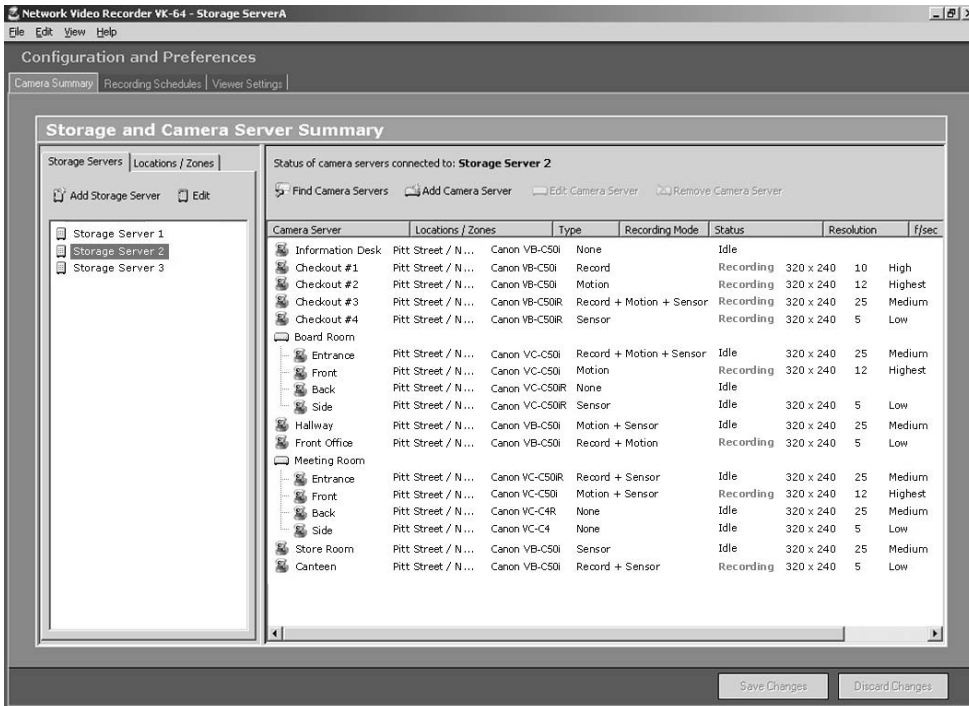 Network Video Recorder VK-64 - Storage ServerA
File Edit View Help
Configuration and Preferences
Camera Summary Recording Schedules Viewer Settings
Storage and Camera Server Summary
Storage Servers Locations / Zones
Add Storage Server Edit
Storage Server 1
Storage Server 2
Storage Server 3
Status of camera servers connected to: Storage Server 2
Find Camera Servers Add Camera Server Edit Camera Server Remove Camera Server
Camera Server Locations / Zones Type Recording Mode Status Resolution f/sec
Information Desk Pitt Street / N... Canon VB-C50i None Idle
Checkout #1 Pitt Street / N... Canon VB-C50i Record Recording 320 x 240 10 High
Checkout #2 Pitt Street / N... Canon VB-C50i Motion Recording 320 x 240 12 Highest
Checkout #3 Pitt Street / N... Canon VB-C50iR Record + Motion + Sensor Recording 320 x 240 25 Medium
Checkout #4 Pitt Street / N... Canon VB-C50iR Sensor Recording 320 x 240 5 Low
Board Room
Entrance Pitt Street / N... Canon VC-C50i Record + Motion + Sensor Idle 320 x 240 25 Medium
Front Pitt Street / N... Canon VC-C50i Motion Recording 320 x 240 12 Highest
Back Pitt Street / N... Canon VC-C50iR None Idle
Side Pitt Street / N... Canon VC-C50iR Sensor Idle 320 x 240 5 Low
Hallway Pitt Street / N... Canon VB-C50i Motion + Sensor Idle 320 x 240 25 Medium
Front Office Pitt Street / N... Canon VB-C50i Record + Motion Recording 320 x 240 5 Low
Meeting Room
Entrance Pitt Street / N... Canon VC-C50iR Record + Sensor Idle 320 x 240 25 Medium
Front Pitt Street / N... Canon VC-C50i Motion + Sensor Recording 320 x 240 12 Highest
Back Pitt Street / N... Canon VC-C4R None Idle 320 x 240 25 Medium
Side Pitt Street / N... Canon VC-C4 None Idle 320 x 240 5 Low
Store Room Pitt Street / N... Canon VB-C50i Sensor Idle 320 x 240 25 Medium
Canteen Pitt Street / N... Canon VB-C50i Record + Sensor Recording 320 x 240 5 Low
Save Changes Discard Changes